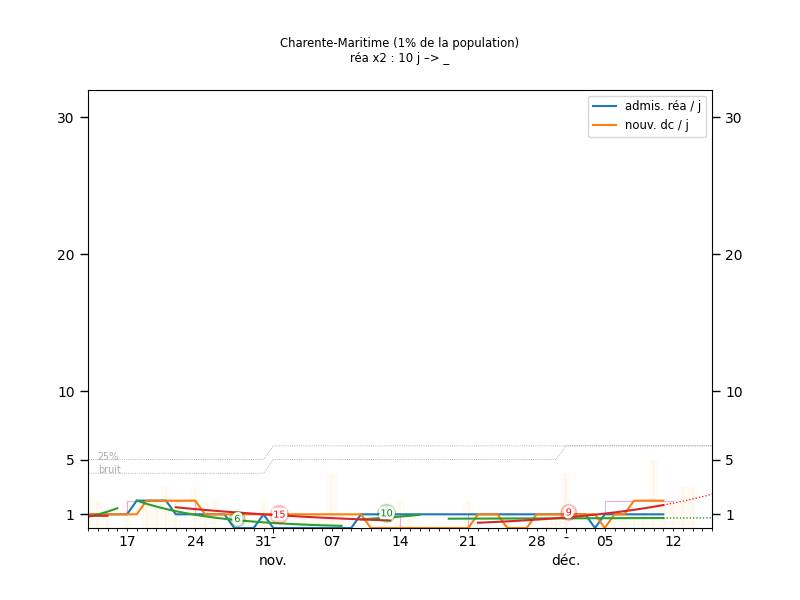 Charente-Maritime (1% de la population)
réa x2 : 10 j –> _
admis. réa / j
nouv. dc / j
30 30
20 20
10 10
5 5
1 1
25%
bruit
6 15 10 9
17 24 31 - 07 14 21 28 - 05 12
nov. déc.